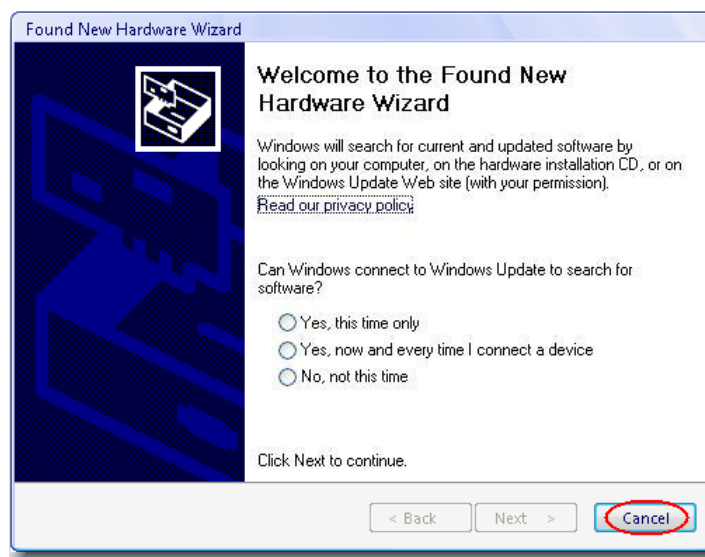 Found New Hardware Wizard
Welcome to the Found New
Hardware Wizard
Windows will search for current and updated software by
looking on your computer, on the hardware installation CD, or on
the Windows Update Web site (with your permission).
Read our privacy policy
Can Windows connect to Windows Update to search for
software?
Yes, this time only
Yes, now and every time I connect a device
No, not this time
Click Next to continue.
< Back Next > Cancel